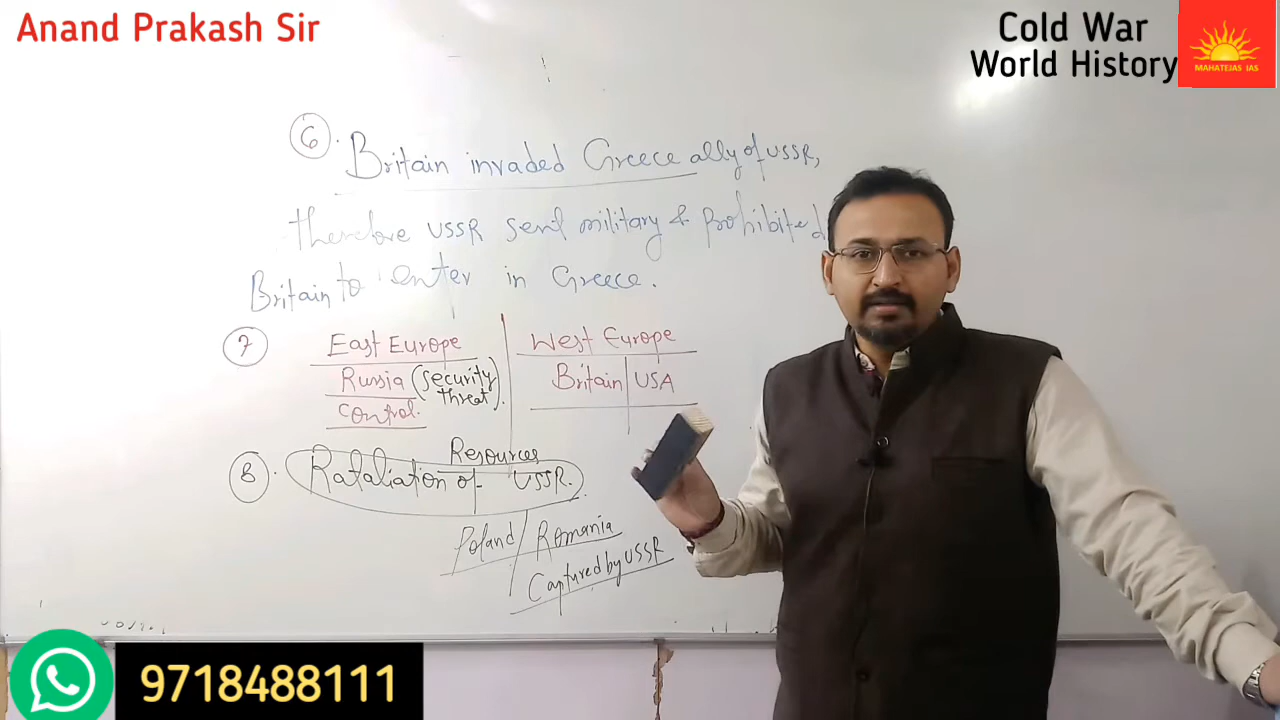 Anand Prakash Sir
Cold War
World History
MAHATEJAS IAS
6. Britain invaded Greece ally of USSR,
therefore USSR sent military & prohibited
Britain to enter in Greece.
7 East Europe West Europe
Russia (security threat). Britain USA
Control.
Resources
8. Rataliation of USSR.
Poland / Romania
Captured by USSR
9718488111